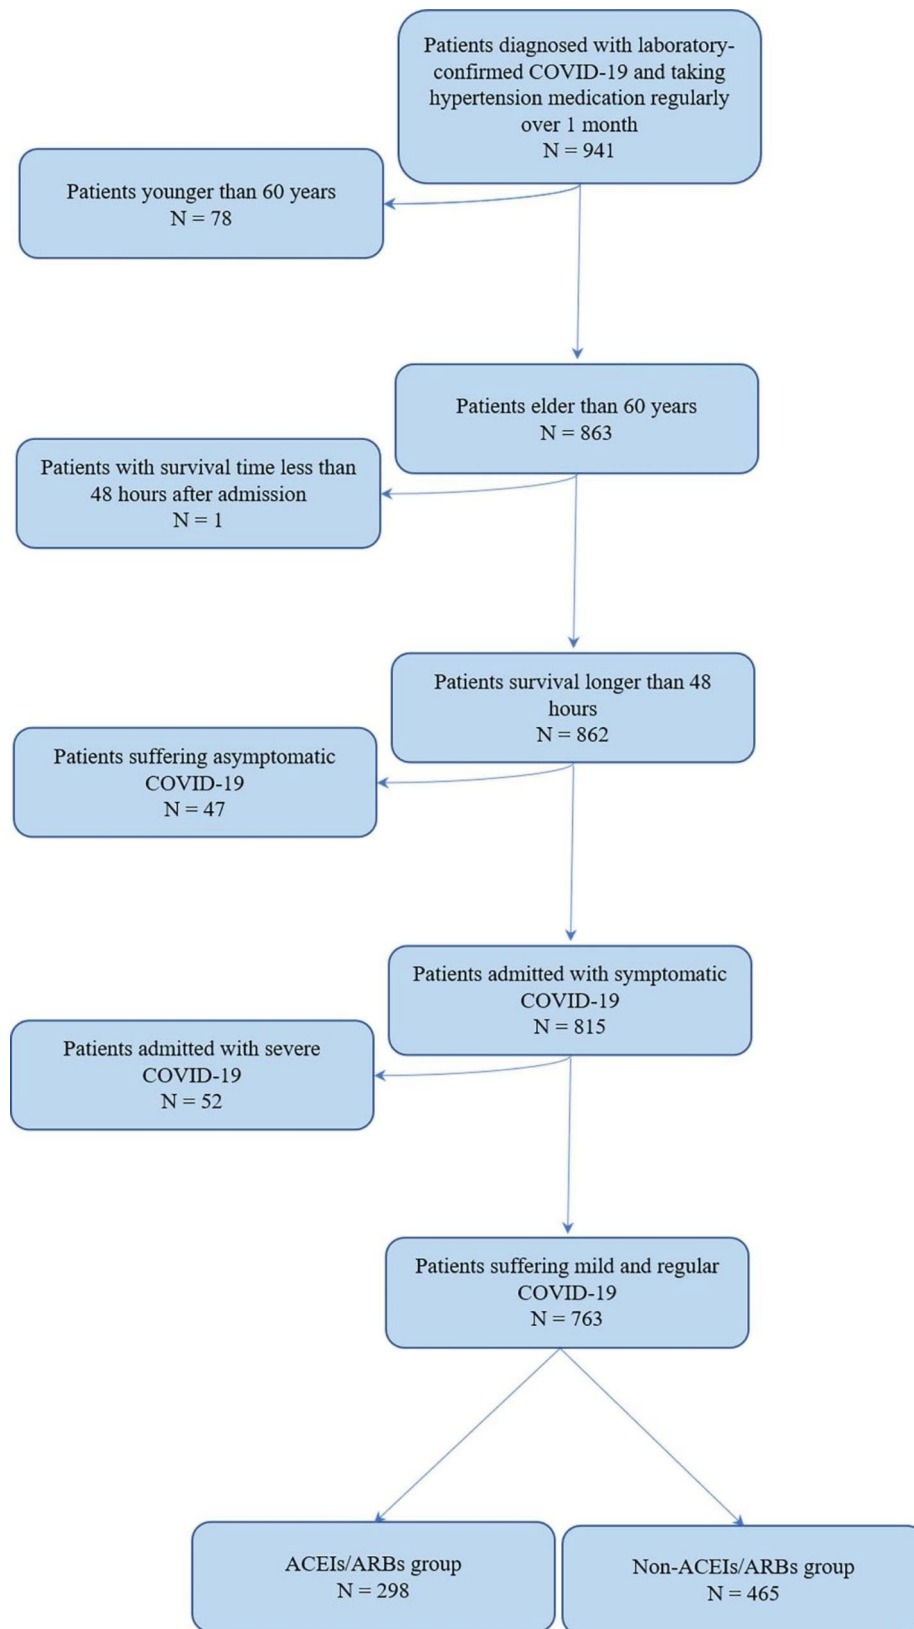 Patients diagnosed with laboratory-
confirmed COVID-19 and taking
hypertension medication regularly
over 1 month
N = 941
Patients younger than 60 years
N = 78
Patients elder than 60 years
N = 863
Patients with survival time less than
48 hours after admission
N = 1
Patients survival longer than 48
hours
N = 862
Patients suffering asymptomatic
COVID-19
N = 47
Patients admitted with symptomatic
COVID-19
N = 815
Patients admitted with severe
COVID-19
N = 52
Patients suffering mild and regular
COVID-19
N = 763
ACEIs/ARBs group
N = 298
Non-ACEIs/ARBs group
N = 465